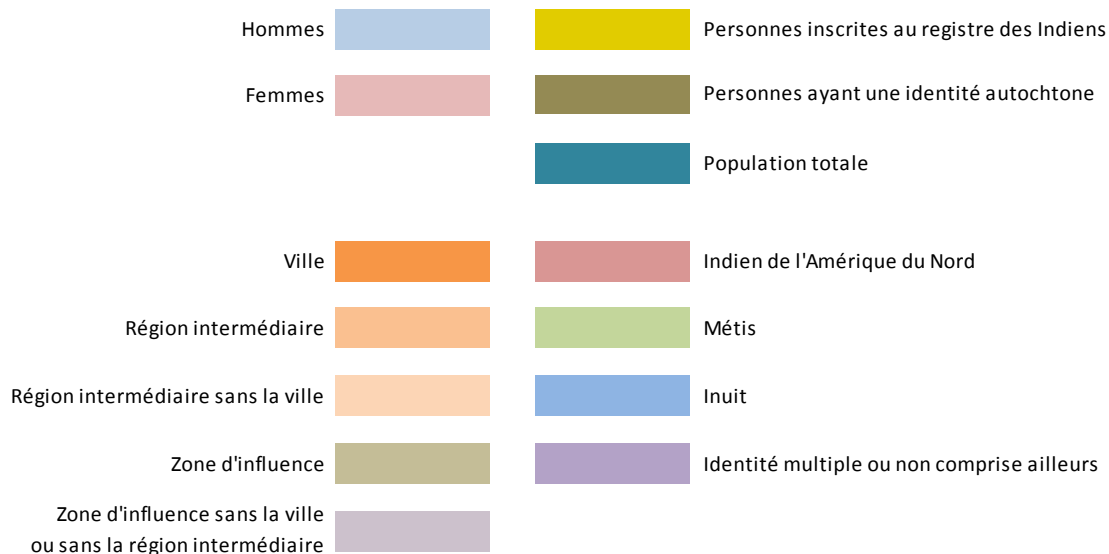 Hommes
Personnes inscrites au registre des Indiens
Femmes
Personnes ayant une identité autochtone
Population totale
Ville
Indien de l'Amérique du Nord
Région intermédiaire
Métis
Région intermédiaire sans la ville
Inuit
Zone d'influence
Identité multiple ou non comprise ailleurs
Zone d'influence sans la ville
ou sans la région intermédiaire